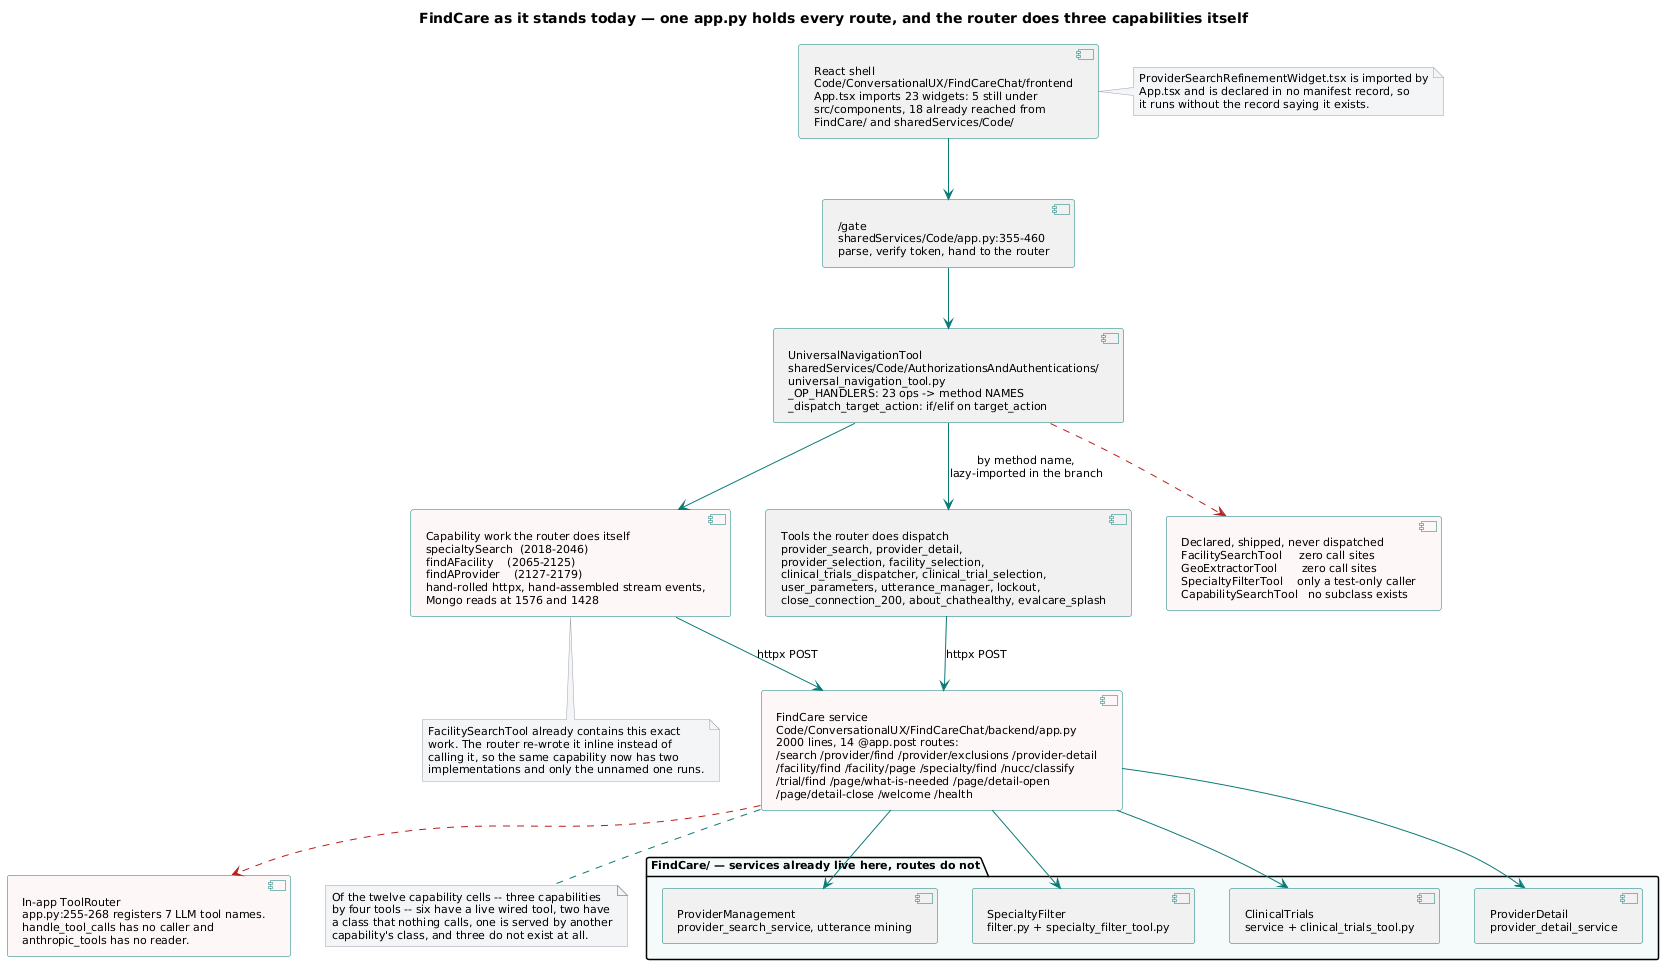 FindCare as it stands today — one app.py holds every route, and the router does three capabilities itself
React shell
Code/ConversationalUX/FindCareChat/frontend
App.tsx imports 23 widgets: 5 still under
src/components, 18 already reached from
FindCare/ and sharedServices/Code/
ProviderSearchRefinementWidget.tsx is imported by
App.tsx and is declared in no manifest record, so
it runs without the record saying it exists.
/gate
sharedServices/Code/app.py:355-460
parse, verify token, hand to the router
UniversalNavigationTool
sharedServices/Code/AuthorizationsAndAuthentications/
universal_navigation_tool.py
_OP_HANDLERS: 23 ops -> method NAMES
_dispatch_target_action: if/elif on target_action
by method name,
lazy-imported in the branch
Capability work the router does itself
specialtySearch (2018-2046)
findAFacility (2065-2125)
findAProvider (2127-2179)
hand-rolled httpx, hand-assembled stream events,
Mongo reads at 1576 and 1428
Tools the router does dispatch
provider_search, provider_detail,
provider_selection, facility_selection,
clinical_trials_dispatcher, clinical_trial_selection,
user_parameters, utterance_manager, lockout,
close_connection_200, about_chathealthy, evalcare_splash
Declared, shipped, never dispatched
FacilitySearchTool zero call sites
GeoExtractorTool zero call sites
SpecialtyFilterTool only a test-only caller
CapabilitySearchTool no subclass exists
httpx POST
httpx POST
FacilitySearchTool already contains this exact
work. The router re-wrote it inline instead of
calling it, so the same capability now has two
implementations and only the unnamed one runs.
FindCare service
Code/ConversationalUX/FindCareChat/backend/app.py
2000 lines, 14 @app.post routes:
/search /provider/find /provider/exclusions /provider-detail
/facility/find /facility/page /specialty/find /nucc/classify
/trial/find /page/what-is-needed /page/detail-open
/page/detail-close /welcome /health
In-app ToolRouter
app.py:255-268 registers 7 LLM tool names.
handle_tool_calls has no caller and
anthropic_tools has no reader.
Of the twelve capability cells -- three capabilities
by four tools -- six have a live wired tool, two have
a class that nothing calls, one is served by another
capability's class, and three do not exist at all.
FindCare/ — services already live here, routes do not
ProviderManagement
provider_search_service, utterance mining
SpecialtyFilter
filter.py + specialty_filter_tool.py
ClinicalTrials
service + clinical_trials_tool.py
ProviderDetail
provider_detail_service